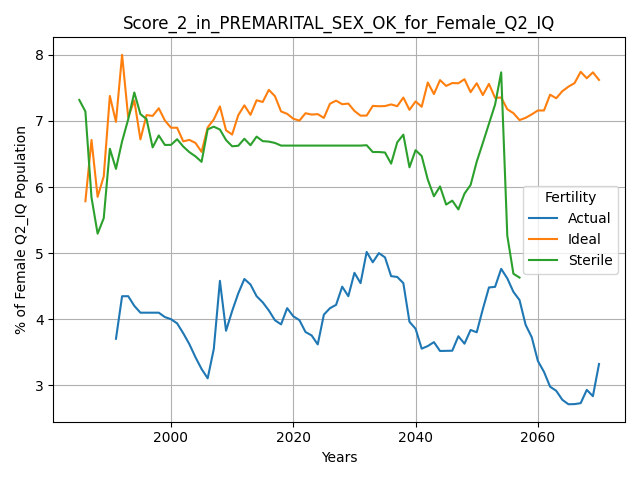 Score_2_in_PREMARITAL_SEX_OK_for_Female_Q2_IQ
8
7
6
5
4
3
% of Female Q2_IQ Population
Fertility
Actual
Ideal
Sterile
2000 2020 2040 2060
Years